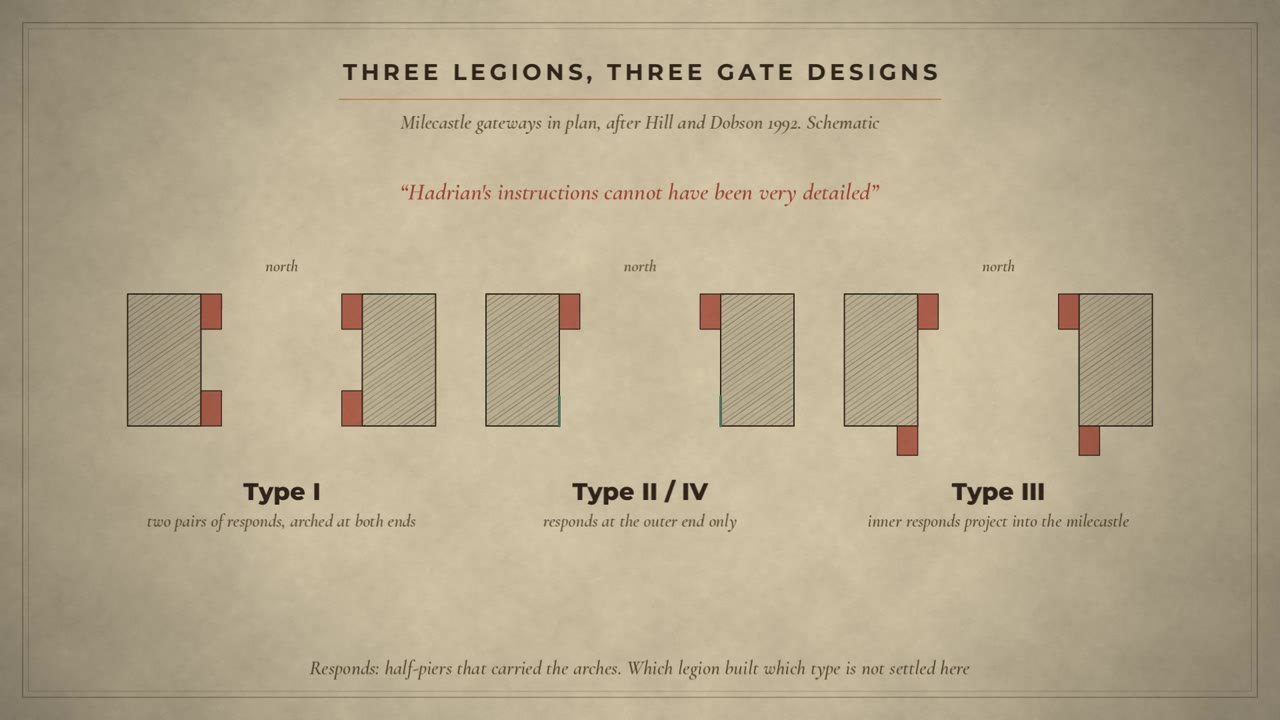 THREE LEGIONS, THREE GATE DESIGNS
Milecastle gateways in plan, after Hill and Dobson 1992. Schematic
“Hadrian's instructions cannot have been very detailed”
north north north
Type I Type II / IV Type III
two pairs of responds, arched at both ends responds at the outer end only inner responds project into the milecastle
Responds: half-piers that carried the arches. Which legion built which type is not settled here